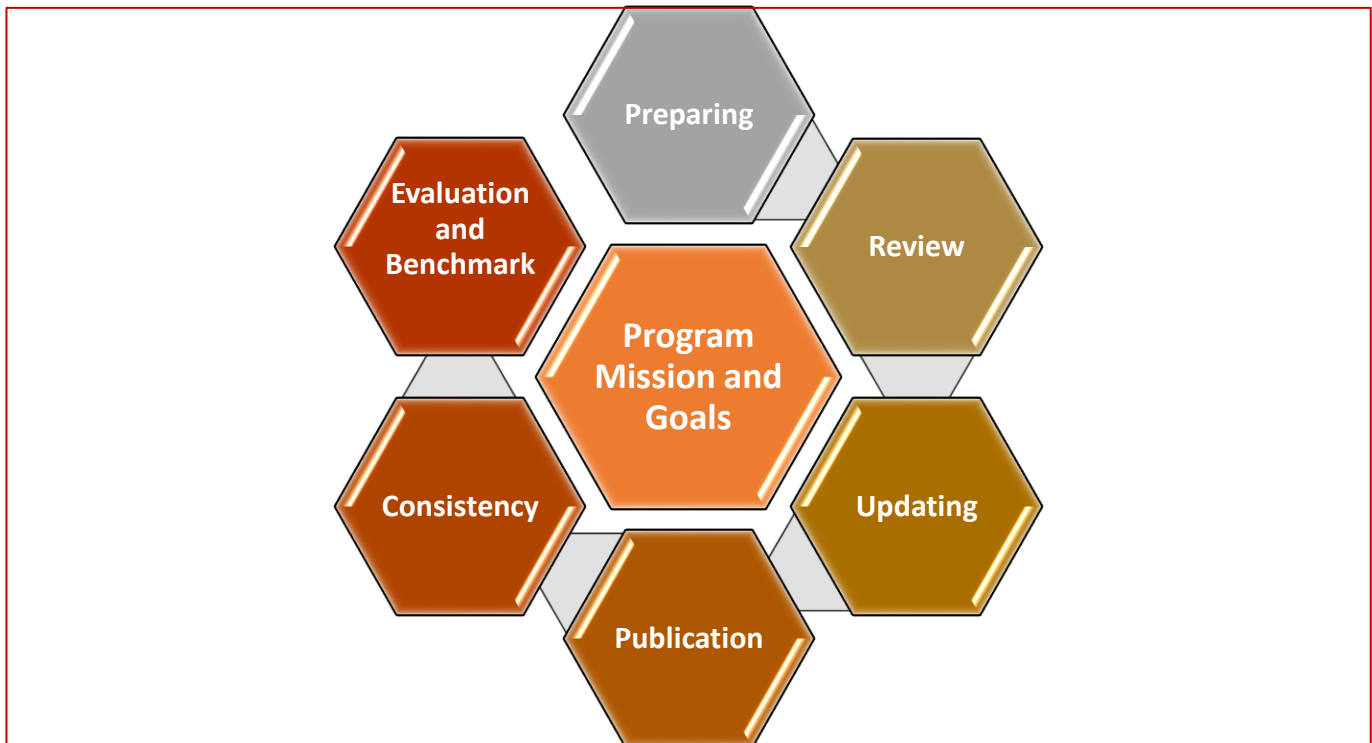 Preparing
Review
Updating
Publication
Consistency
Evaluation
and
Benchmark
Program
Mission and
Goals